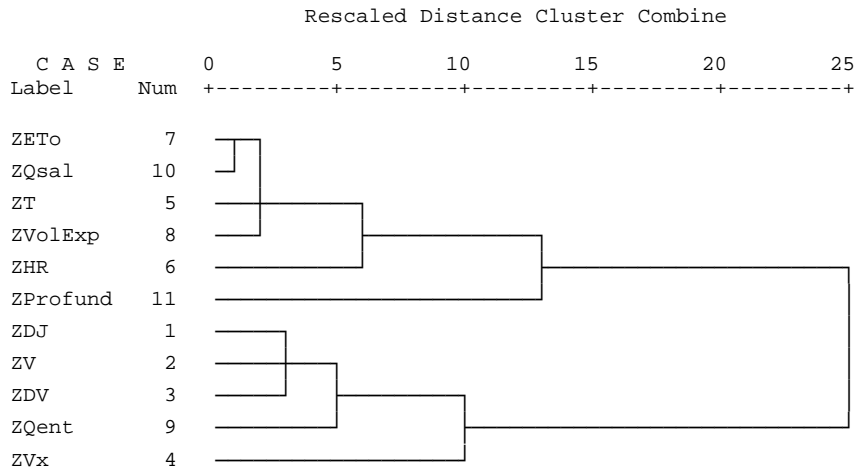 Rescaled Distance Cluster Combine
C A S E 0 5 10 15 20 25
Label Num +---------+---------+---------+---------+---------+
ZETo 7
ZQsal 10
ZT 5
ZVolExp 8
ZHR 6
ZProfund 11
ZDJ 1
ZV 2
ZDV 3
ZQent 9
ZVx 4